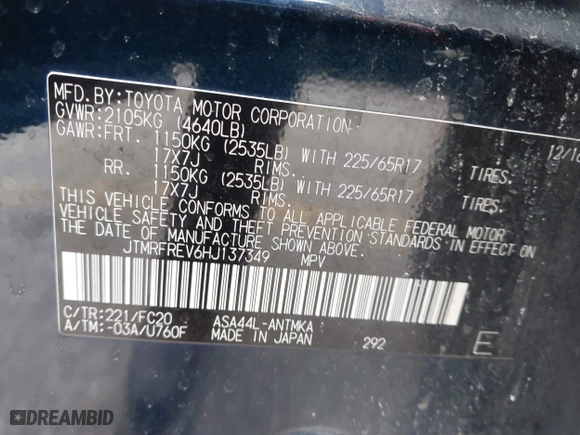 MFD. BY: TOYOTA MOTOR CORPORATION 12/1
GVWR: 2105KG (4640LB)
GAWR: FRT. 1150KG (2535LB) WITH 225/65R17 TIRES.
17X7J RIMS.
RR. 1150KG (2535LB) WITH 225/65R17 TIRES.
17X7J RIMS.
THIS VEHICLE CONFORMS TO ALL APPLICABLE FEDERAL MOTOR
VEHICLE SAFETY AND THEFT PREVENTION STANDARDS IN EFFECT ON
THE DATE OF MANUFACTURE SHOWN ABOVE.
JTMRFREV6HJ137349 MPV
C/TR: 221/FC20 ASA44L-ANTMKA
A/TM: -03A/U760F MADE IN JAPAN 292 E
DREAMBID